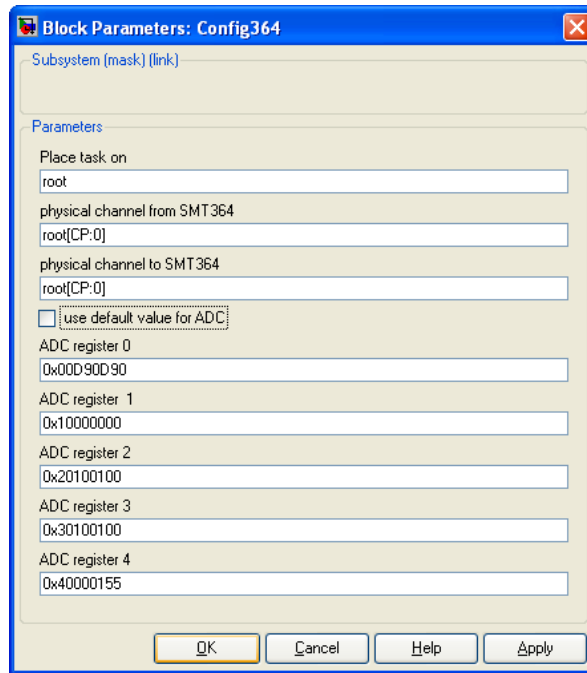 Block Parameters: Config364
Subsystem (mask) (link)
Parameters
Place task on
root
physical channel from SMT364
root[CP:0]
physical channel to SMT364
root[CP:0]
use default value for ADC
ADC register 0
0x00D90D90
ADC register  1
0x10000000
ADC register 2
0x20100100
ADC register 3
0x30100100
ADC register 4
0x40000155
OK Cancel Help Apply